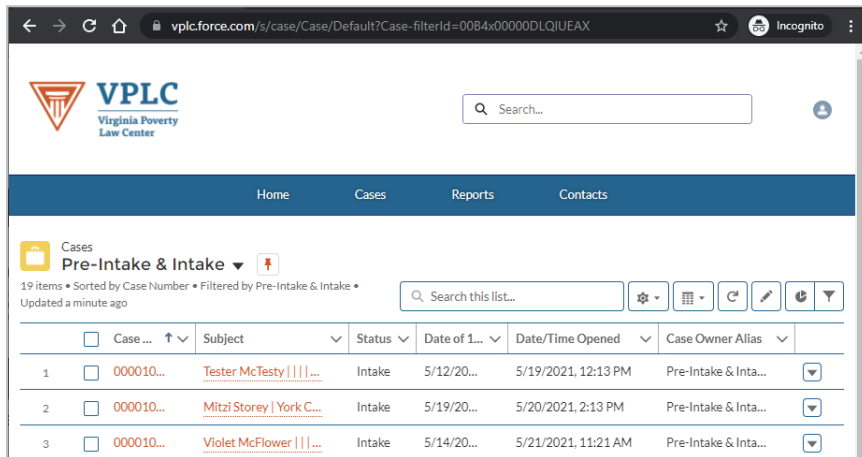 vplc.force.com/s/case/Case/Default?Case-filterId=00B4x00000DLQIUEAX Incognito
VPLC
Virginia Poverty
Law Center
Search...
Home Cases Reports Contacts
Cases
Pre-Intake & Intake
19 items • Sorted by Case Number • Filtered by Pre-Intake & Intake •
Updated a minute ago
Search this list...
Case ... Subject Status Date of 1... Date/Time Opened Case Owner Alias
1 000010... Tester McTesty | | | | ... Intake 5/12/20... 5/19/2021, 12:13 PM Pre-Intake & Inta...
2 000010... Mitzi Storey | York C... Intake 5/19/20... 5/20/2021, 2:13 PM Pre-Intake & Inta...
3 000010... Violet McFlower | | | ... Intake 5/14/20... 5/21/2021, 11:21 AM Pre-Intake & Inta...